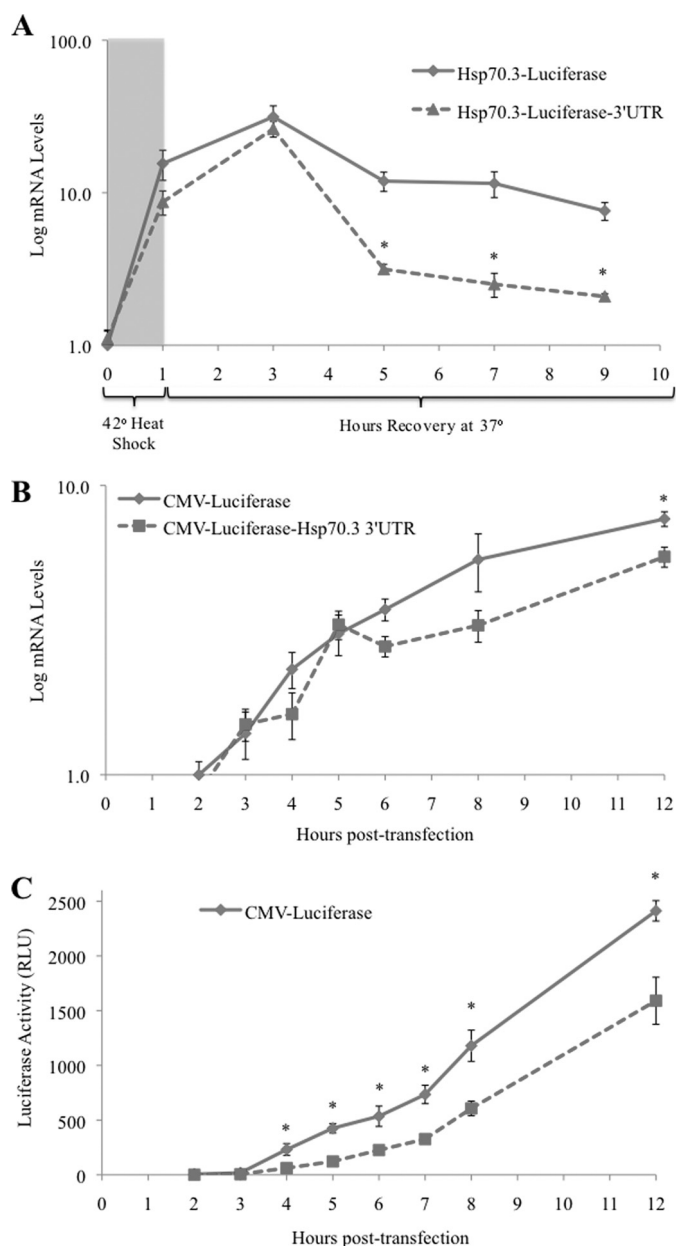 A
100.0
10.0
1.0
Log mRNA Levels
Hsp70.3-Luciferase
Hsp70.3-Luciferase-3'UTR
*
*
*
0 1 2 3 4 5 6 7 8 9 10
42º Heat
Shock
Hours Recovery at 37º
B
10.0
1.0
Log mRNA Levels
CMV-Luciferase
CMV-Luciferase-Hsp70.3 3'UTR
*
0 1 2 3 4 5 6 7 8 9 10 11 12
Hours post-transfection
C
2500
2000
1500
1000
500
0
Luciferase Activity (RLU)
CMV-Luciferase
*
*
*
*
*
*
0 1 2 3 4 5 6 7 8 9 10 11 12
Hours post-transfection